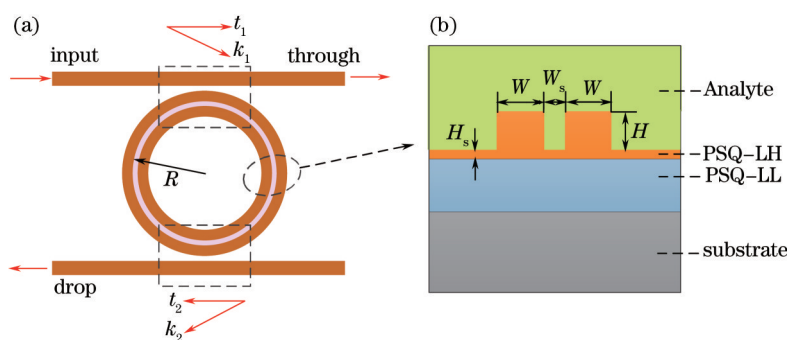 (a)
t₁
k₁
input
through
R
drop
t₂
k₂
(b)
W
Wₛ
W
H
Hₛ
Analyte
PSQ-LH
PSQ-LL
substrate